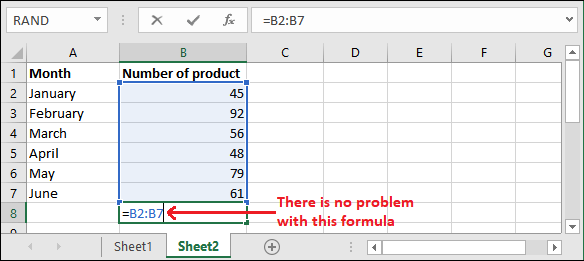 RAND =B2:B7
A B C D E F G
1 Month Number of product
2 January 45
3 February 92
4 March 56
5 April 48
6 May 79
7 June 61
8 =B2:B7 There is no problem
with this formula
9
Sheet1 Sheet2